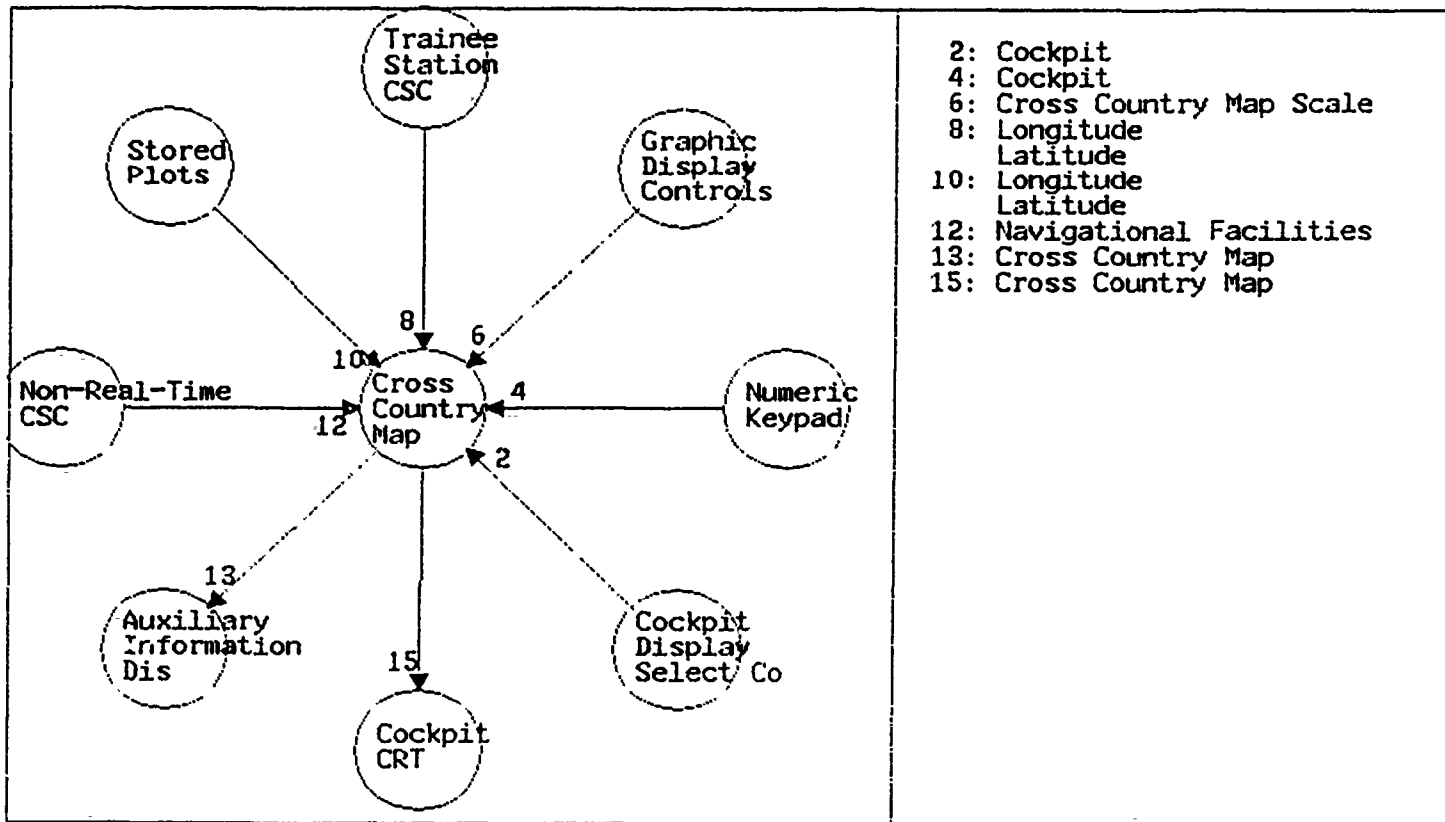 Trainee
Station
CSC
Stored
Plots
Graphic
Display
Controls
8
6
10
Non-Real-Time
CSC
12
Cross
Country
Map
4
Numeric
Keypad
2
13
Auxiliary
Information
Dis
15
Cockpit
CRT
Cockpit
Display
Select Co
2: Cockpit
4: Cockpit
6: Cross Country Map Scale
8: Longitude
Latitude
10: Longitude
Latitude
12: Navigational Facilities
13: Cross Country Map
15: Cross Country Map